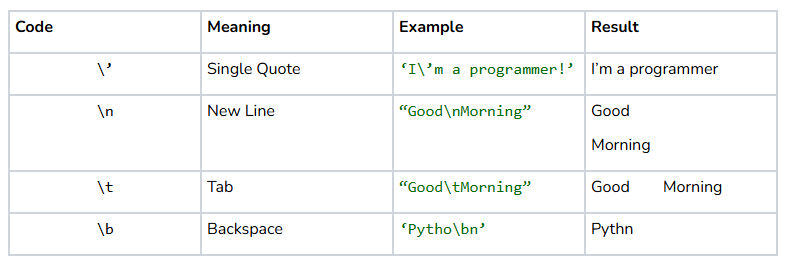 Code Meaning Example Result
\’ Single Quote ‘I\’m a programmer!’ I’m a programmer
\n New Line “Good\nMorning” Good
Morning
\t Tab “Good\tMorning” Good Morning
\b Backspace ‘Pytho\bn’ Pythn